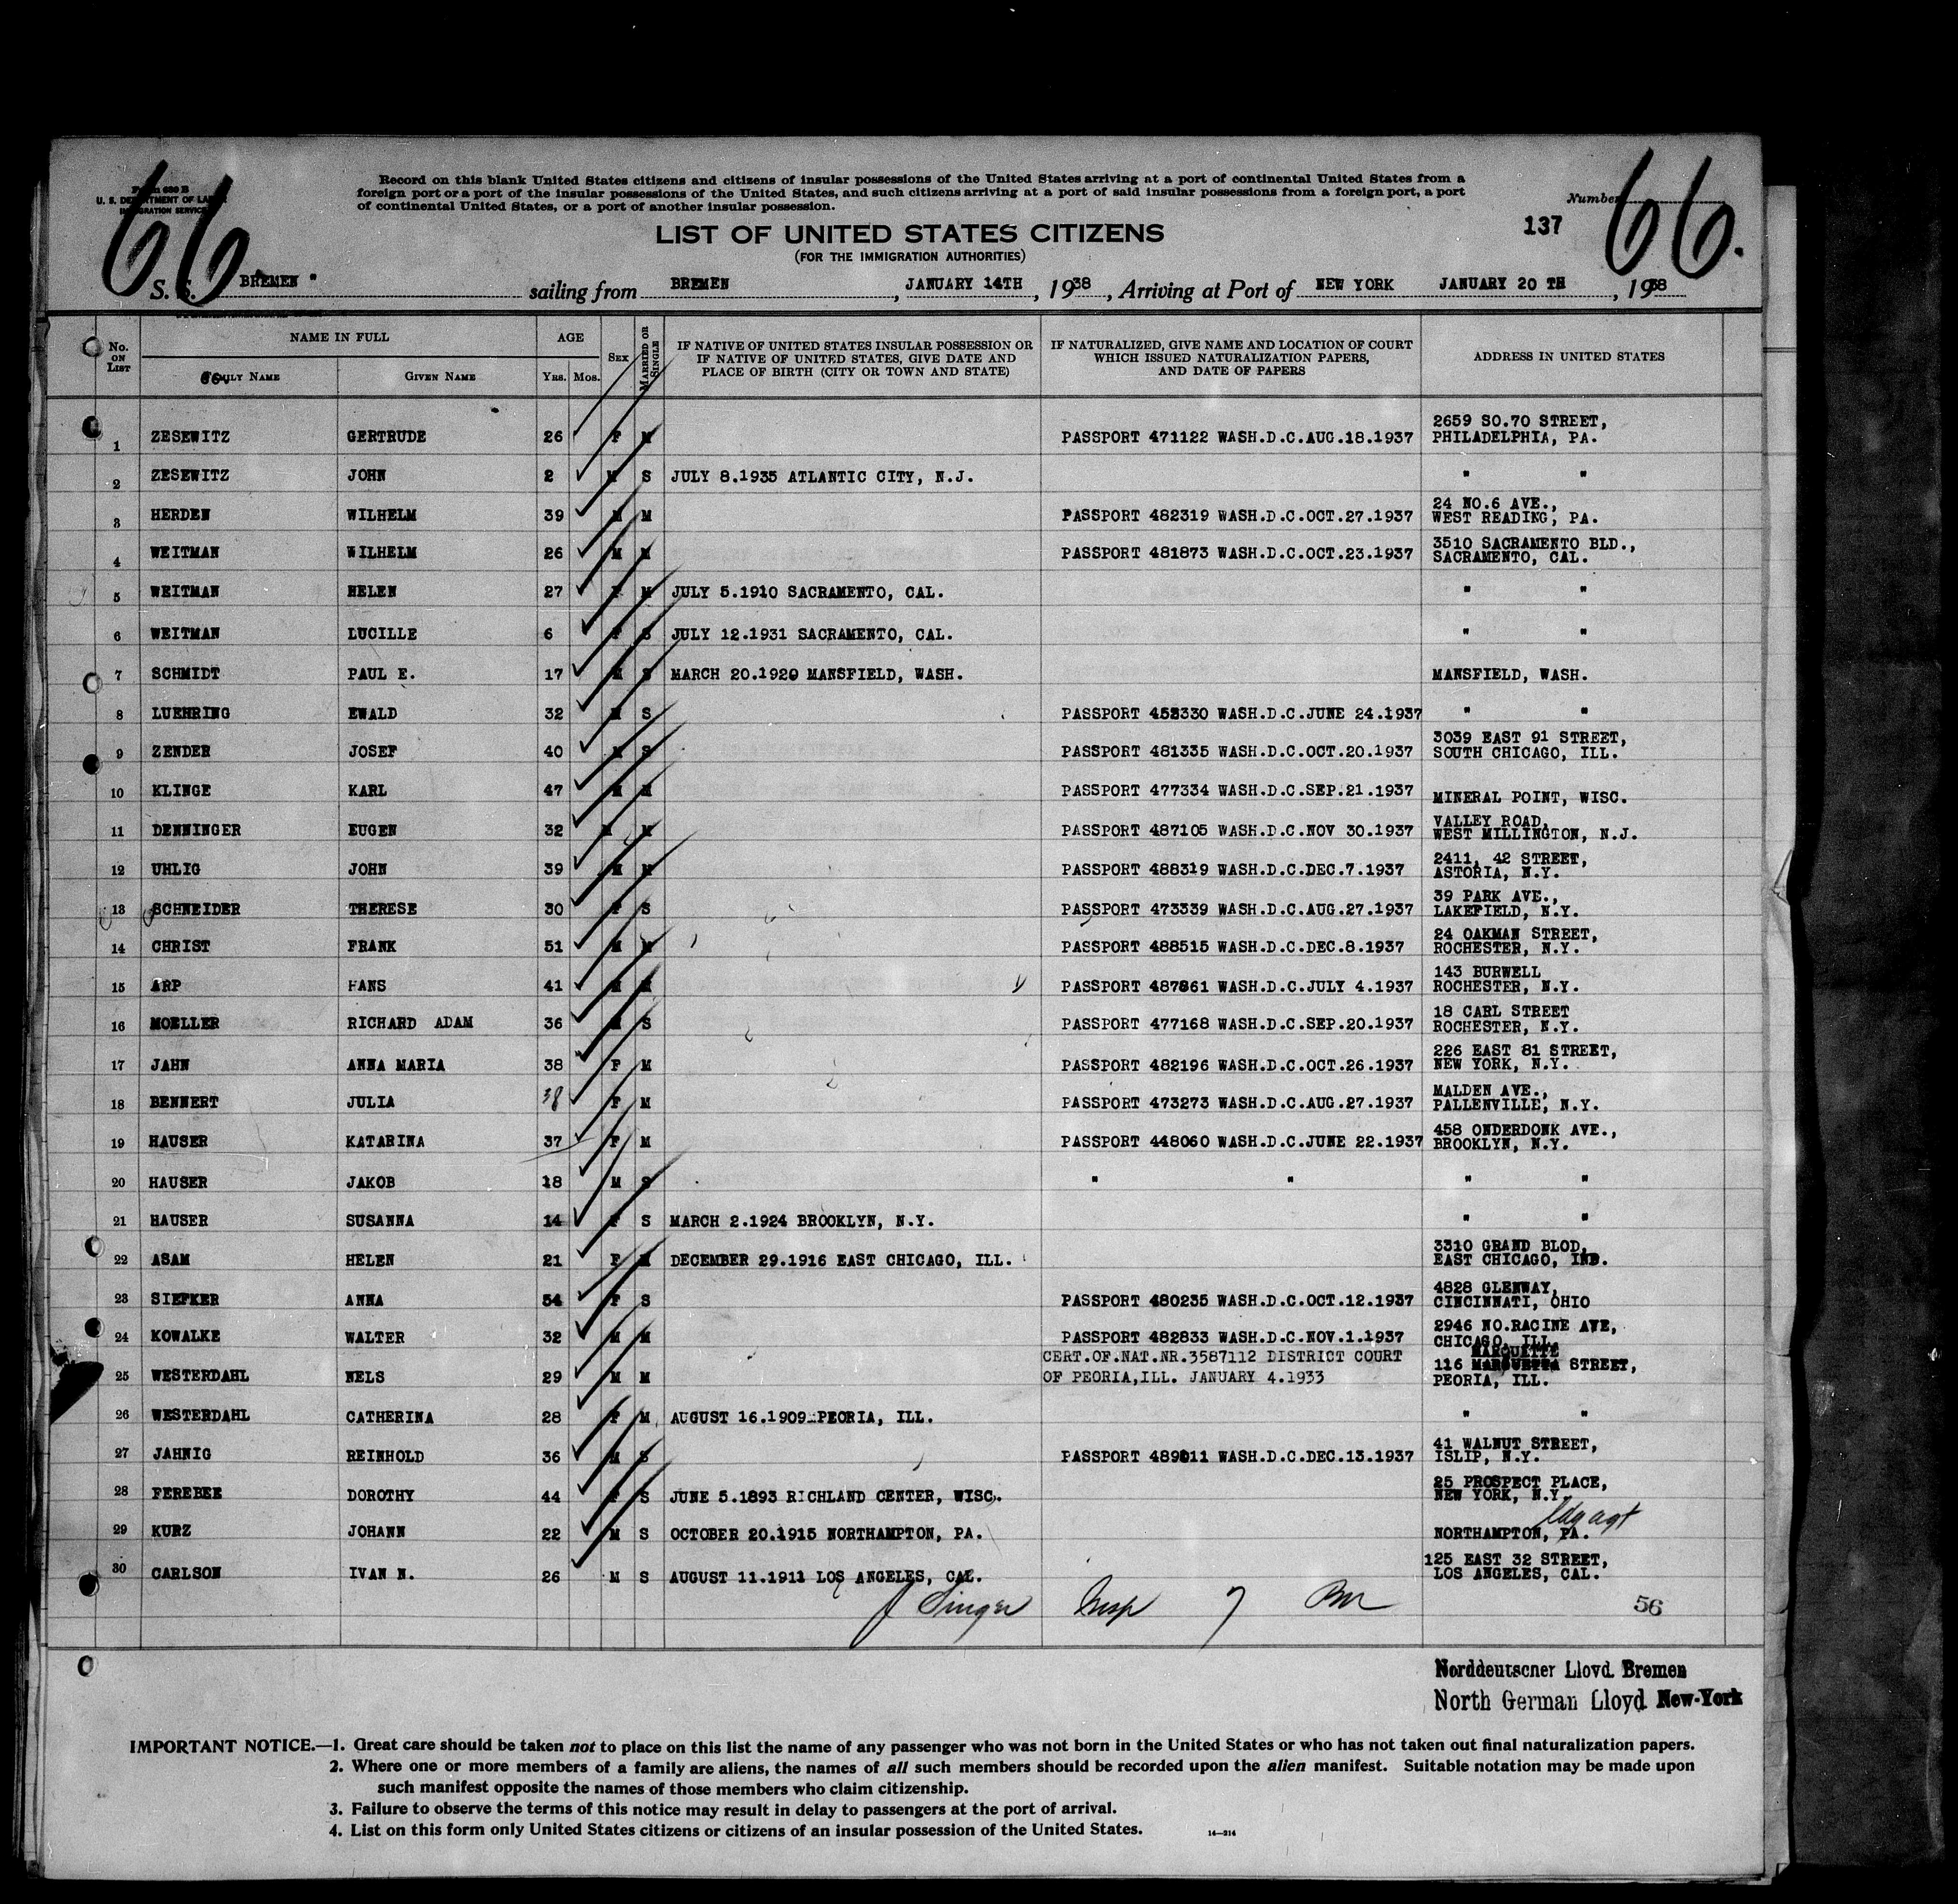 66
Form 630 B
U. S. DEPARTMENT OF LABOR
IMMIGRATION SERVICE
Record on this blank United States citizens and citizens of insular possessions of the United States arriving at a port of continental United States from a
foreign port or a port of the insular possessions of the United States, and such citizens arriving at a port of said insular possessions from a foreign port, a port
of continental United States, or a port of another insular possession.
Number 66.
137
LIST OF UNITED STATES CITIZENS
(FOR THE IMMIGRATION AUTHORITIES)
S. S. BREMEN" sailing from BREMEN, JANUARY 14TH, 1938, Arriving at Port of NEW YORK JANUARY 20 TH, 1938
No. ON LIST NAME IN FULL FAMILY NAME GIVEN NAME AGE YRS. MOS. SEX MARRIED OR SINGLE IF NATIVE OF UNITED STATES INSULAR POSSESSION OR IF NATIVE OF UNITED STATES, GIVE DATE AND PLACE OF BIRTH (CITY OR TOWN AND STATE) IF NATURALIZED, GIVE NAME AND LOCATION OF COURT WHICH ISSUED NATURALIZATION PAPERS, AND DATE OF PAPERS ADDRESS IN UNITED STATES
1 ZESEWITZ GERTRUDE 26 F M PASSPORT 471122 WASH.D.C.AUG.18.1937 2659 SO.70 STREET, PHILADELPHIA, PA.
2 ZESEWITZ JOHN 2 M S JULY 8.1935 ATLANTIC CITY, N.J. " "
3 HERDEN WILHELM 39 M M PASSPORT 482319 WASH.D.C.OCT.27.1937 24 NO.6 AVE., WEST READING, PA.
4 WEITMAN WILHELM 26 M M PASSPORT 481873 WASH.D.C.OCT.23.1937 3510 SACRAMENTO BLD., SACRAMENTO, CAL.
5 WEITMAN HELEN 27 F M JULY 5.1910 SACRAMENTO, CAL. " "
6 WEITMAN LUCILLE 6 F S JULY 12.1931 SACRAMENTO, CAL. " "
7 SCHMIDT PAUL E. 17 M S MARCH 20.1920 MANSFIELD, WASH. MANSFIELD, WASH.
8 LUEHRING EWALD 32 M S PASSPORT 458330 WASH.D.C.JUNE 24.1937 " "
9 ZENDER JOSEF 40 M S PASSPORT 481335 WASH.D.C.OCT.20.1937 3039 EAST 91 STREET, SOUTH CHICAGO, ILL.
10 KLINGE KARL 47 M M PASSPORT 477334 WASH.D.C.SEP.21.1937 MINERAL POINT, WISC.
11 DENNINGER EUGEN 32 M M PASSPORT 487105 WASH.D.C.NOV 30.1937 VALLEY ROAD, WEST MILLINGTON, N.J.
12 UHLIG JOHN 39 M M PASSPORT 488319 WASH.D.C.DEC.7.1937 2411, 42 STREET, ASTORIA, N.Y.
13 SCHNEIDER THERESE 30 F S PASSPORT 473339 WASH.D.C.AUG.27.1937 39 PARK AVE., LAKEFIELD, N.Y.
14 CHRIST FRANK 51 M M PASSPORT 488515 WASH.D.C.DEC.8.1937 24 OAKMAN STREET, ROCHESTER, N.Y.
15 ARP HANS 41 M M PASSPORT 487861 WASH.D.C.JULY 4.1937 143 BURWELL ROCHESTER, N.Y.
16 MOELLER RICHARD ADAM 36 M S PASSPORT 477168 WASH.D.C.SEP.20.1937 18 CARL STREET ROCHESTER, N.Y.
17 JAHN ANNA MARIA 38 F M PASSPORT 482196 WASH.D.C.OCT.26.1937 226 EAST 81 STREET, NEW YORK, N.Y.
18 BENNERT JULIA 38 F M PASSPORT 473273 WASH.D.C.AUG.27.1937 MALDEN AVE., PALLENVILLE, N.Y.
19 HAUSER KATARINA 37 F M PASSPORT 448060 WASH.D.C.JUNE 22.1937 458 ONDERDONK AVE., BROOKLYN, N.Y.
20 HAUSER JAKOB 18 M S " " " "
21 HAUSER SUSANNA 14 F S MARCH 2.1924 BROOKLYN, N.Y. " "
22 ASAM HELEN 21 F M DECEMBER 29.1916 EAST CHICAGO, ILL. 3310 GRAND BLOD, EAST CHICAGO, IND.
23 SIEFKER ANNA 54 F S PASSPORT 480235 WASH.D.C.OCT.12.1937 4828 GLENWAY, CINCINNATI, OHIO
24 KOWALKE WALTER 32 M M PASSPORT 482833 WASH.D.C.NOV.1.1937 2946 NO.RACINE AVE, CHICAGO, ILL.
25 WESTERDAHL NELS 29 M M CERT.OF.NAT.NR.3587112 DISTRICT COURT OF PEORIA,ILL. JANUARY 4.1933 MARQUETTE 116 STREET, PEORIA, ILL.
26 WESTERDAHL CATHERINA 28 F M AUGUST 16.1909 PEORIA, ILL. " "
27 JAHNIG REINHOLD 36 M S PASSPORT 489011 WASH.D.C.DEC.13.1937 41 WALNUT STREET, ISLIP, N.Y.
28 FEREBEE DOROTHY 44 F S JUNE 5.1893 RICHLAND CENTER, WISC. 25 PROSPECT PLACE, NEW YORK, N.Y.
29 KURZ JOHANN 22 M S OCTOBER 20.1915 NORTHAMPTON, PA. NORTHAMPTON, PA.
30 CARLSON IVAN N. 26 M S AUGUST 11.1911 LOS ANGELES, CAL. 125 EAST 32 STREET, LOS ANGELES, CAL.
J Singer Insp
56
Norddeutscher Lloyd Bremen
North German Lloyd New-York
IMPORTANT NOTICE.—1. Great care should be taken not to place on this list the name of any passenger who was not born in the United States or who has not taken out final naturalization papers.
2. Where one or more members of a family are aliens, the names of all such members should be recorded upon the alien manifest. Suitable notation may be made upon
such manifest opposite the names of those members who claim citizenship.
3. Failure to observe the terms of this notice may result in delay to passengers at the port of arrival.
4. List on this form only United States citizens or citizens of an insular possession of the United States.
14—214